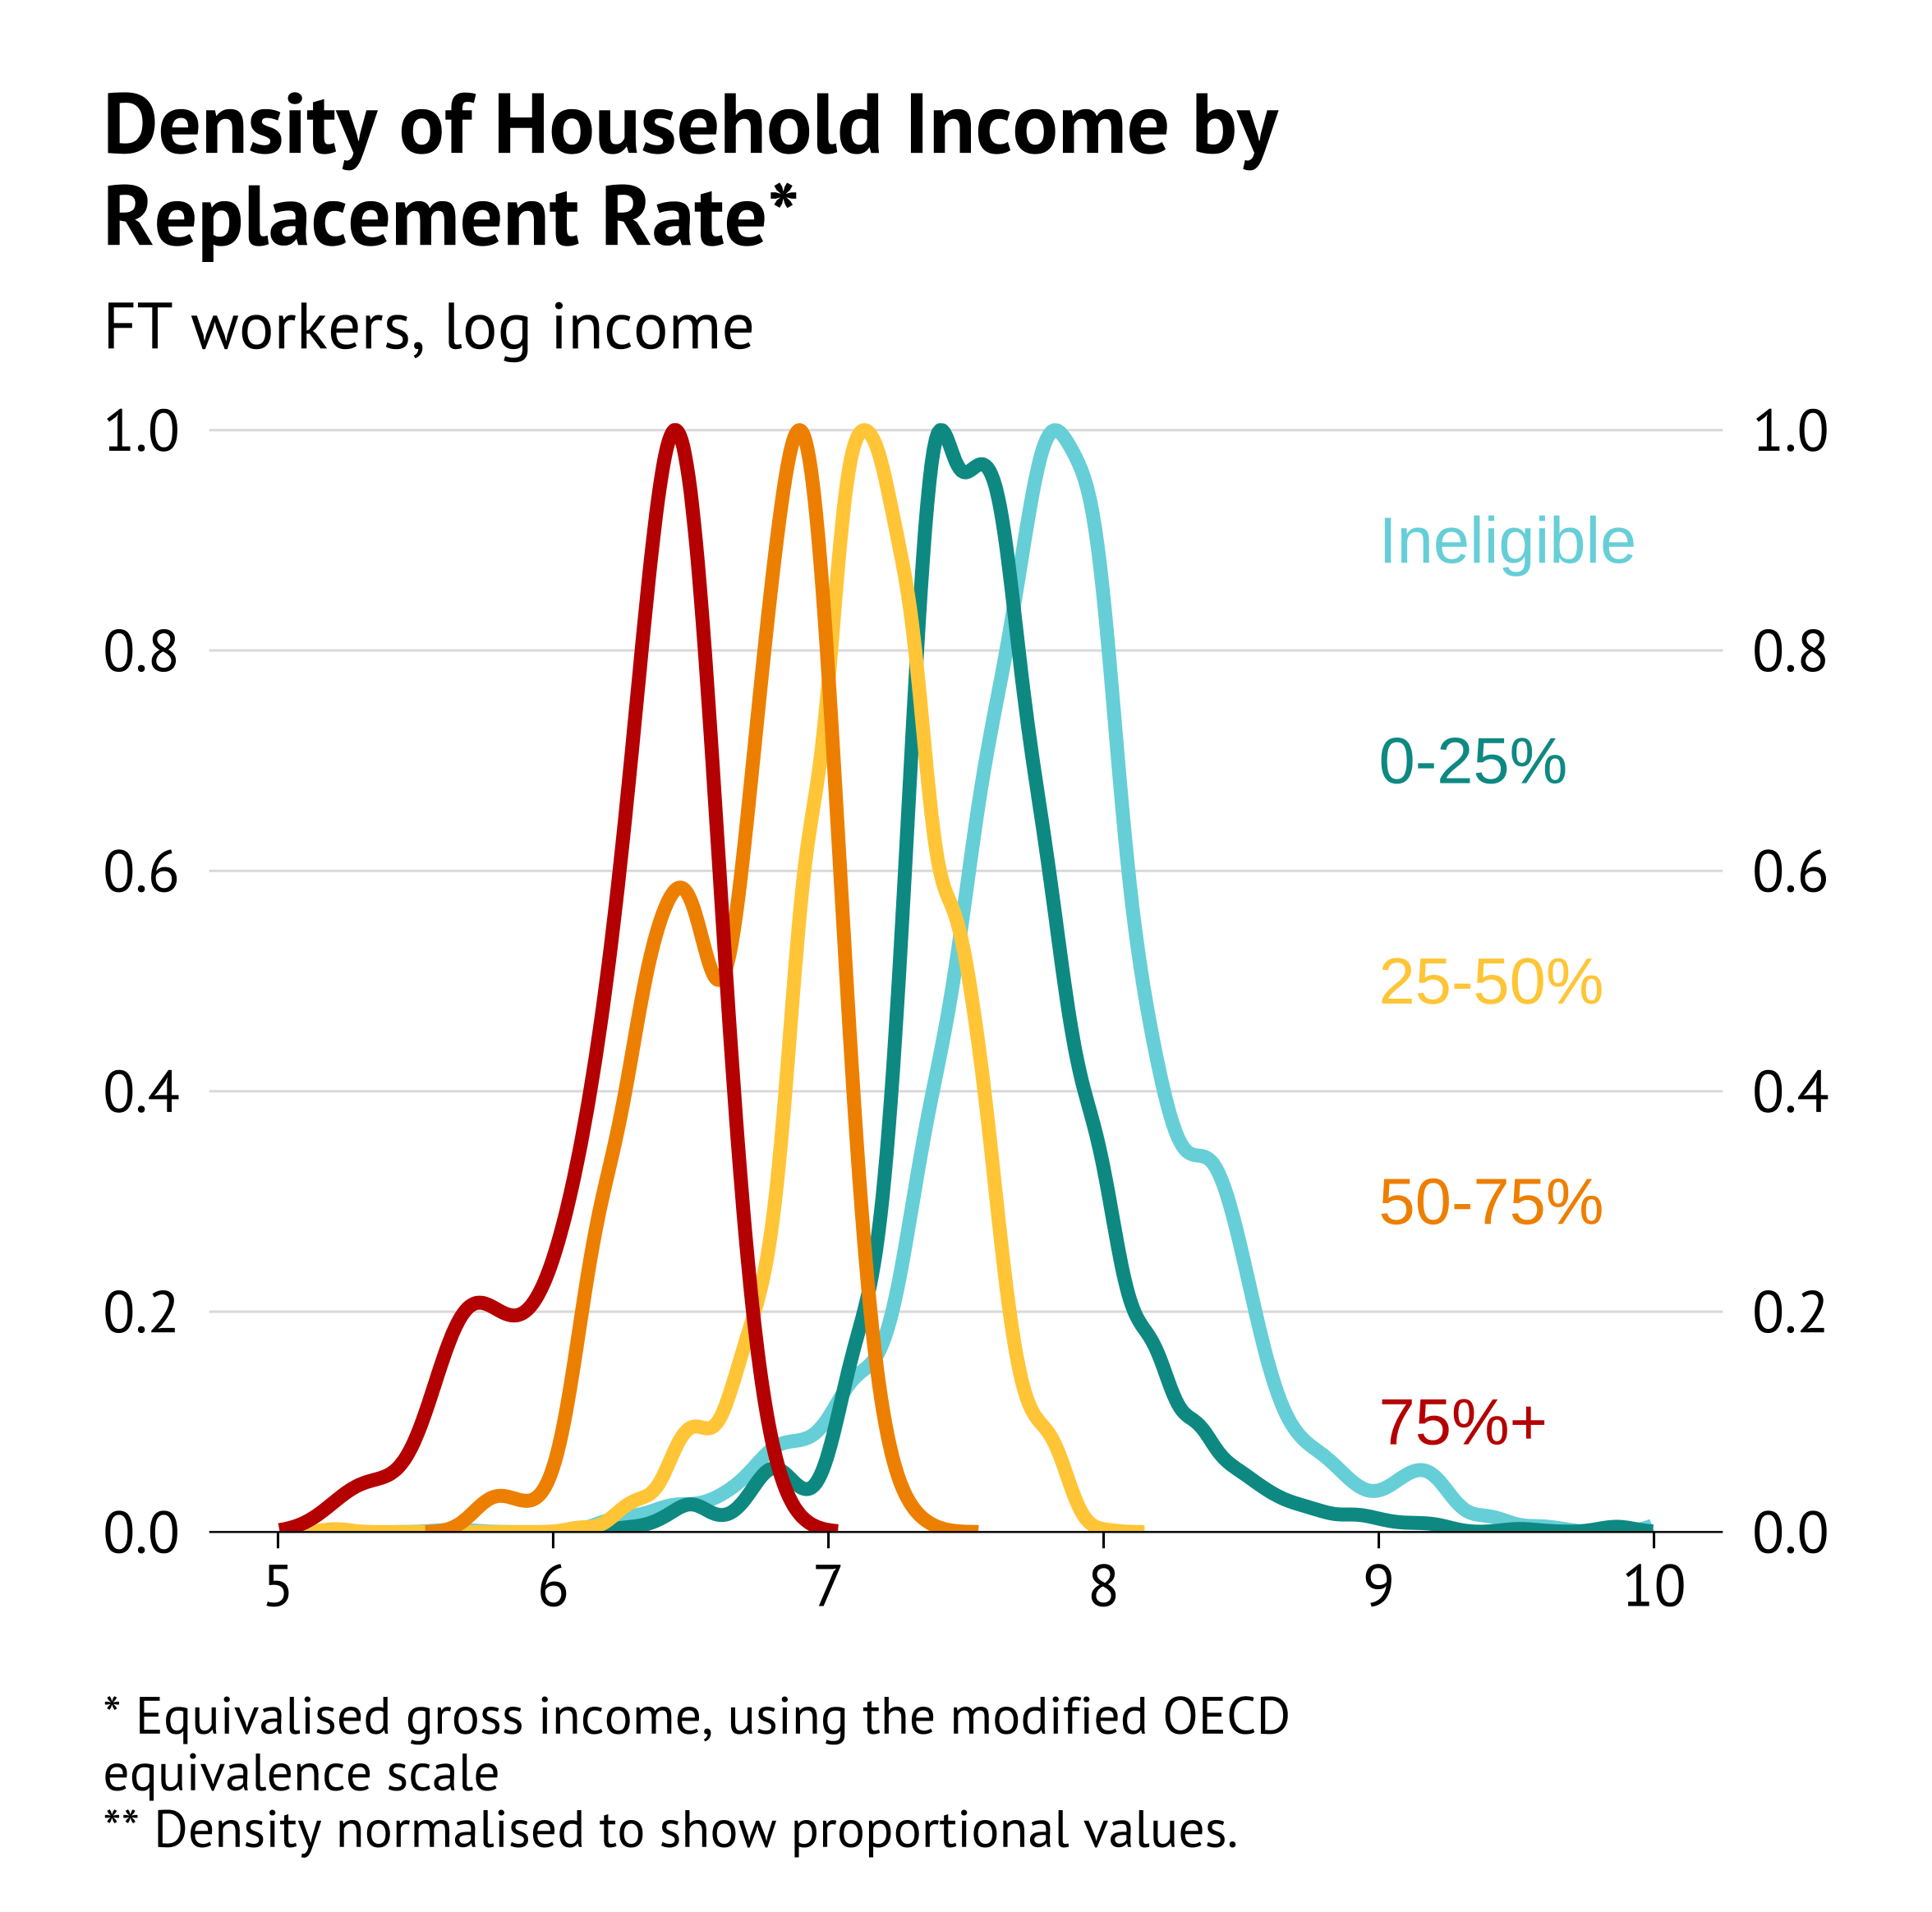 Density of Household Income by
Replacement Rate*
FT workers, log income
1.0 1.0
Ineligible
0.8 0.8
0-25%
0.6 0.6
25-50%
0.4 0.4
50-75%
0.2 0.2
75%+
0.0 0.0
5 6 7 8 9 10
* Equivalised gross income, using the modified OECD
equivalence scale
** Density normalised to show proportional values.